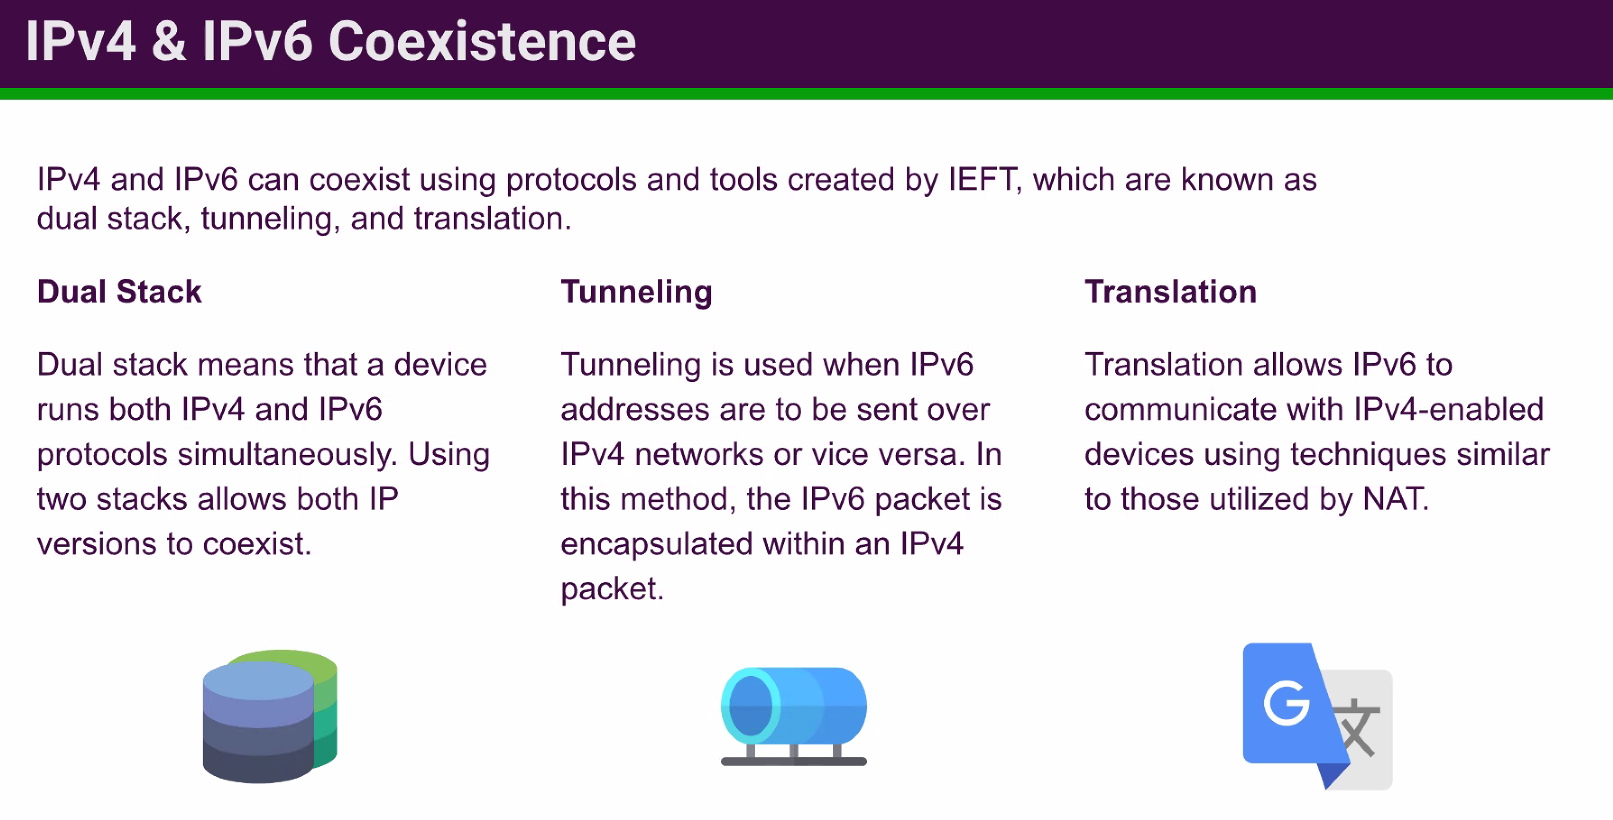 IPv4 & IPv6 Coexistence
IPv4 and IPv6 can coexist using protocols and tools created by IEFT, which are known as
dual stack, tunneling, and translation.
Dual Stack
Dual stack means that a device
runs both IPv4 and IPv6
protocols simultaneously. Using
two stacks allows both IP
versions to coexist.
Tunneling
Tunneling is used when IPv6
addresses are to be sent over
IPv4 networks or vice versa. In
this method, the IPv6 packet is
encapsulated within an IPv4
packet.
Translation
Translation allows IPv6 to
communicate with IPv4-enabled
devices using techniques similar
to those utilized by NAT.
G 文